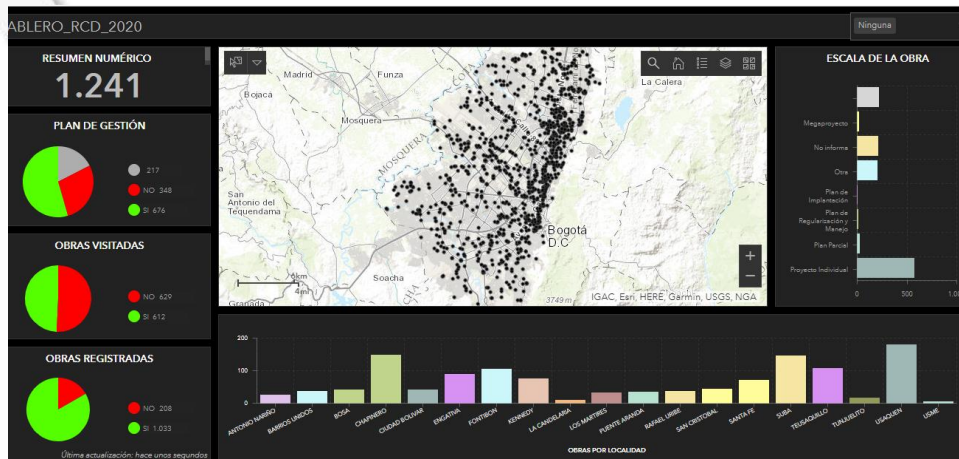 ABLERO_RCD_2020
Ninguna
RESUMEN NUMÉRICO
1.241
PLAN DE GESTIÓN
217
NO 348
SI 676
OBRAS VISITADAS
NO 629
SI 612
OBRAS REGISTRADAS
NO 208
SI 1.033
Última actualización: hace unos segundos
Madrid
Funza
Bojacá
Mosquera
MOSQUERA
COTA
La Calera
San
Antonio del
Tequendama
Bogotá
D.C
Soacha
Granada
6km
4mi
3749 m
IGAC, Esri, HERE, Garmin, USGS, NGA
ESCALA DE LA OBRA
Megaproyecto
No informa
Otra
Plan de
Implantación
Plan de
Regularización y
Manejo
Plan Parcial
Proyecto Individual
0
500
200
100
0
ANTONIO NARIÑO
BARRIOS UNIDOS
BOSA
CHAPINERO
CIUDAD BOLIVAR
ENGATIVA
FONTIBON
KENNEDY
LA CANDELARIA
LOS MARTIRES
PUENTE ARANDA
RAFAEL URIBE
SAN CRISTOBAL
SANTA FE
SUBA
TEUSAQUILLO
TUNJUELITO
USAQUEN
USME
OBRAS POR LOCALIDAD